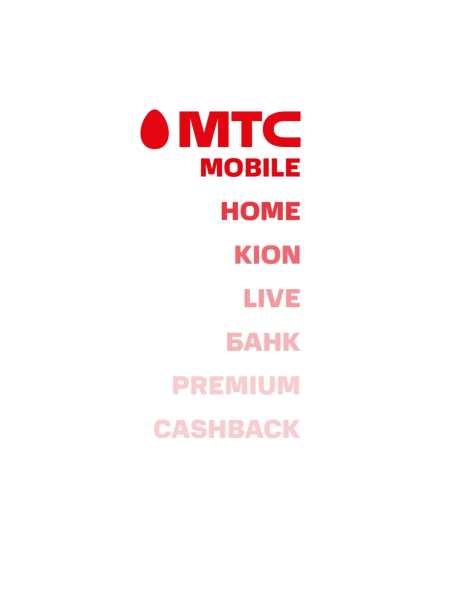 МТС
MOBILE
HOME
KION
LIVE
БАНК
PREMIUM
CASHBACK